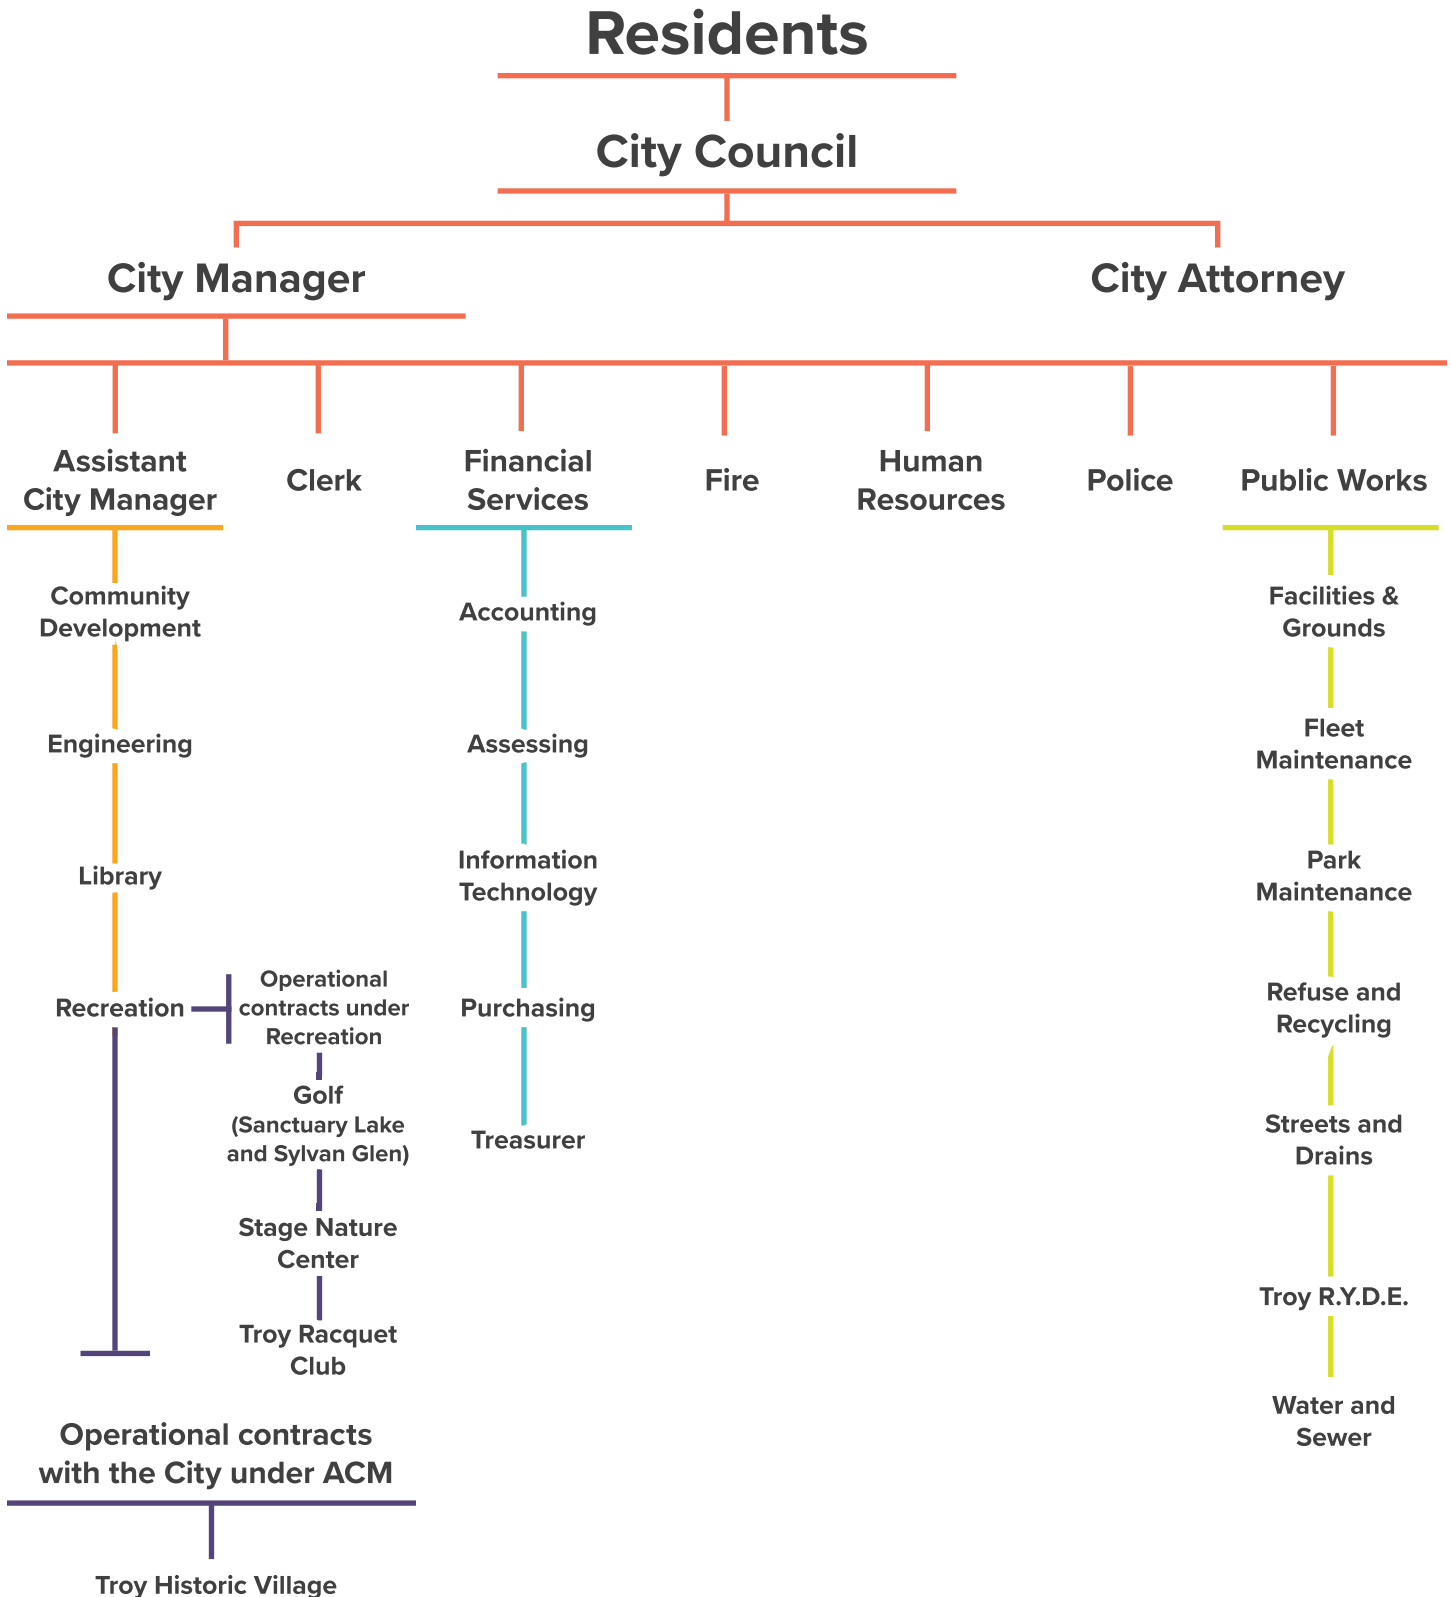 Residents
City Council
City Manager
City Attorney
Assistant
City Manager
Clerk
Financial
Services
Fire
Human
Resources
Police
Public Works
Community
Development
Engineering
Library
Recreation
Operational
contracts under
Recreation
Golf
(Sanctuary Lake
and Sylvan Glen)
Stage Nature
Center
Troy Racquet
Club
Operational contracts
with the City under ACM
Troy Historic Village
Accounting
Assessing
Information
Technology
Purchasing
Treasurer
Facilities &
Grounds
Fleet
Maintenance
Park
Maintenance
Refuse and
Recycling
Streets and
Drains
Troy R.Y.D.E.
Water and
Sewer